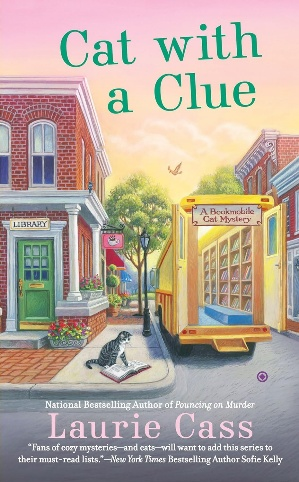 Cat with
a Clue
LIBRARY
A Bookmobile
Cat Mystery
National Bestselling Author of Pouncing on Murder
Laurie Cass
"Fans of cozy mysteries—and cats—will want to add this series
to their must-read lists."—New York Times Bestselling Author Sofie Kelly